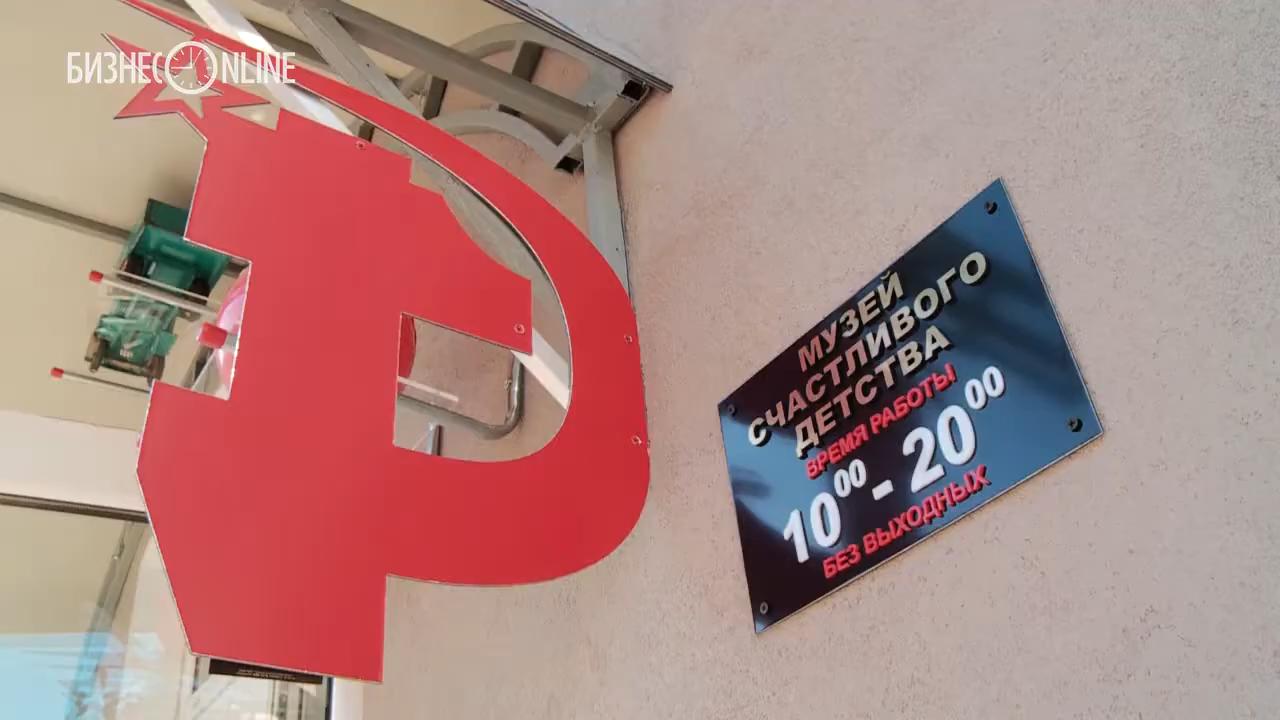 БИЗНЕС ONLINE
МУЗЕЙ
СЧАСТЛИВОГО
ДЕТСТВА
ВРЕМЯ РАБОТЫ
10⁰⁰ - 20⁰⁰
БЕЗ ВЫХОДНЫХ